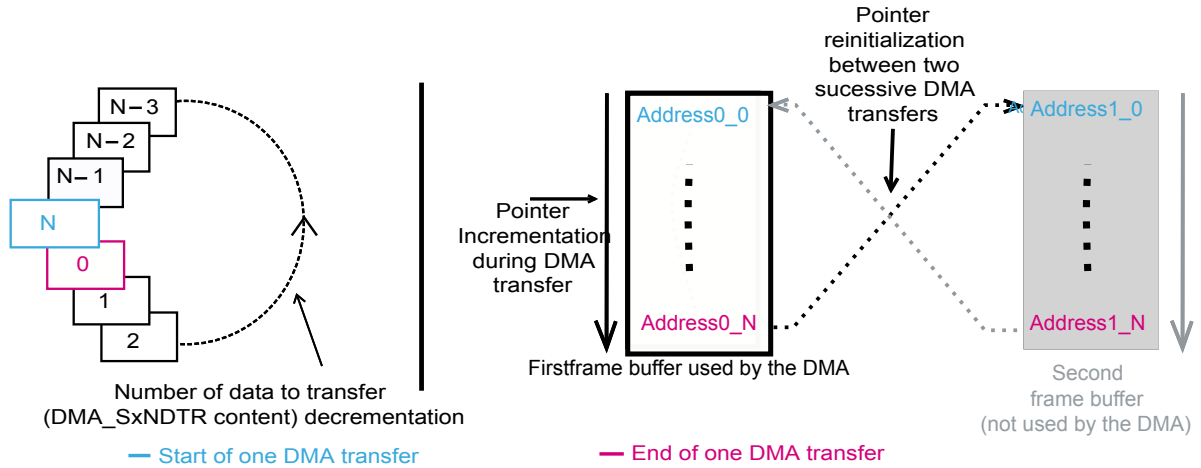 N-3
N-2
N-1
N
0
1
2
Number of data to transfer
(DMA_SxNDTR content) decrementation
Pointer
reinitialization
between two
sucessive DMA
transfers
Pointer
Incrementation
during DMA
transfer
Address0_0
Address0_N
Firstframe buffer used by the DMA
Address1_0
Address1_N
Second
frame buffer
(not used by the DMA)
Start of one DMA transfer
End of one DMA transfer